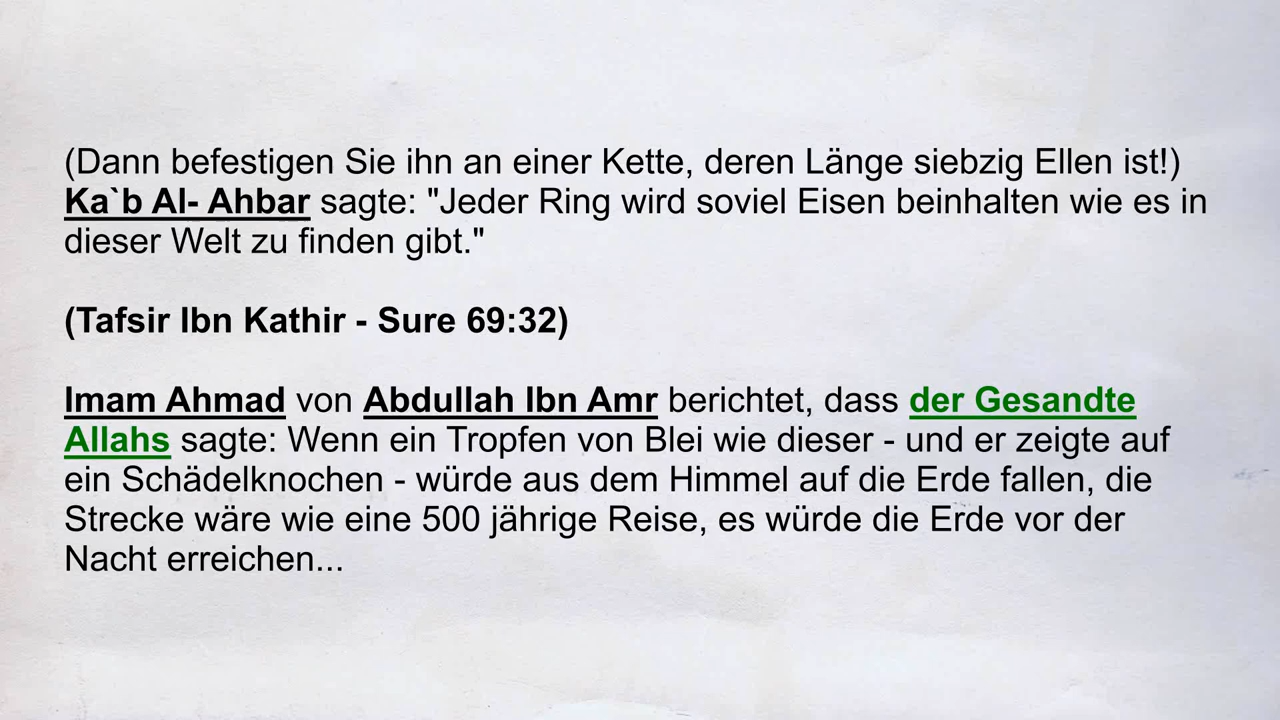 (Dann befestigen Sie ihn an einer Kette, deren Länge siebzig Ellen ist!)
Ka`b Al- Ahbar sagte: "Jeder Ring wird soviel Eisen beinhalten wie es in
dieser Welt zu finden gibt."
(Tafsir Ibn Kathir - Sure 69:32)
Imam Ahmad von Abdullah Ibn Amr berichtet, dass der Gesandte
Allahs sagte: Wenn ein Tropfen von Blei wie dieser - und er zeigte auf
ein Schädelknochen - würde aus dem Himmel auf die Erde fallen, die
Strecke wäre wie eine 500 jährige Reise, es würde die Erde vor der
Nacht erreichen...